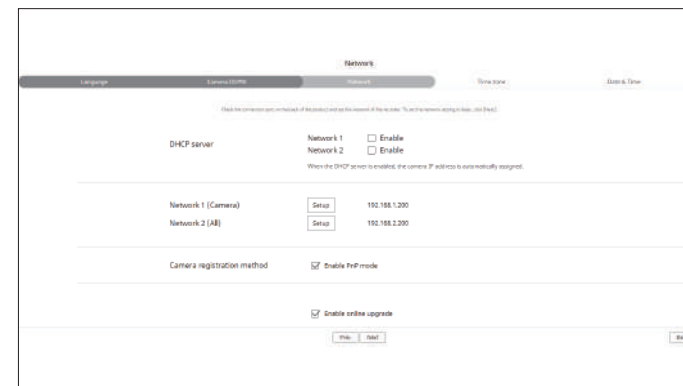 Network
Language Camera ID/PW Network Time zone Date & Time
DHCP server
Network 1 Enable
Network 2 Enable
When the DHCP server is enabled, the camera IP address is automatically assigned.
Network 1 (Camera) Setup 192.168.1.200
Network 2 (All) Setup 192.168.2.200
Camera registration method Enable PnP mode
Enable online upgrade
Prev Next